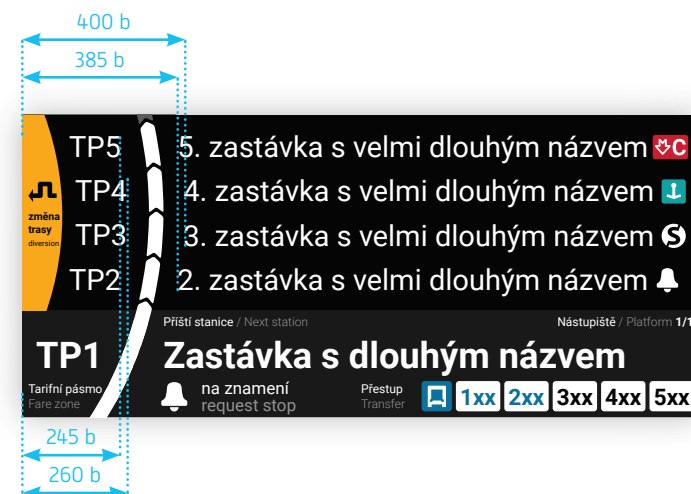 400 b
385 b
TP5 5. zastávka s velmi dlouhým názvem C
TP4 4. zastávka s velmi dlouhým názvem
změna
trasy
diversion
TP3 3. zastávka s velmi dlouhým názvem S
TP2 2. zastávka s velmi dlouhým názvem
Příští stanice / Next station Nástupiště / Platform 1/1
TP1 Zastávka s dlouhým názvem
Tarifní pásmo
Fare zone
na znamení
request stop
Přestup
Transfer
1xx 2xx 3xx 4xx 5xx
245 b
260 b